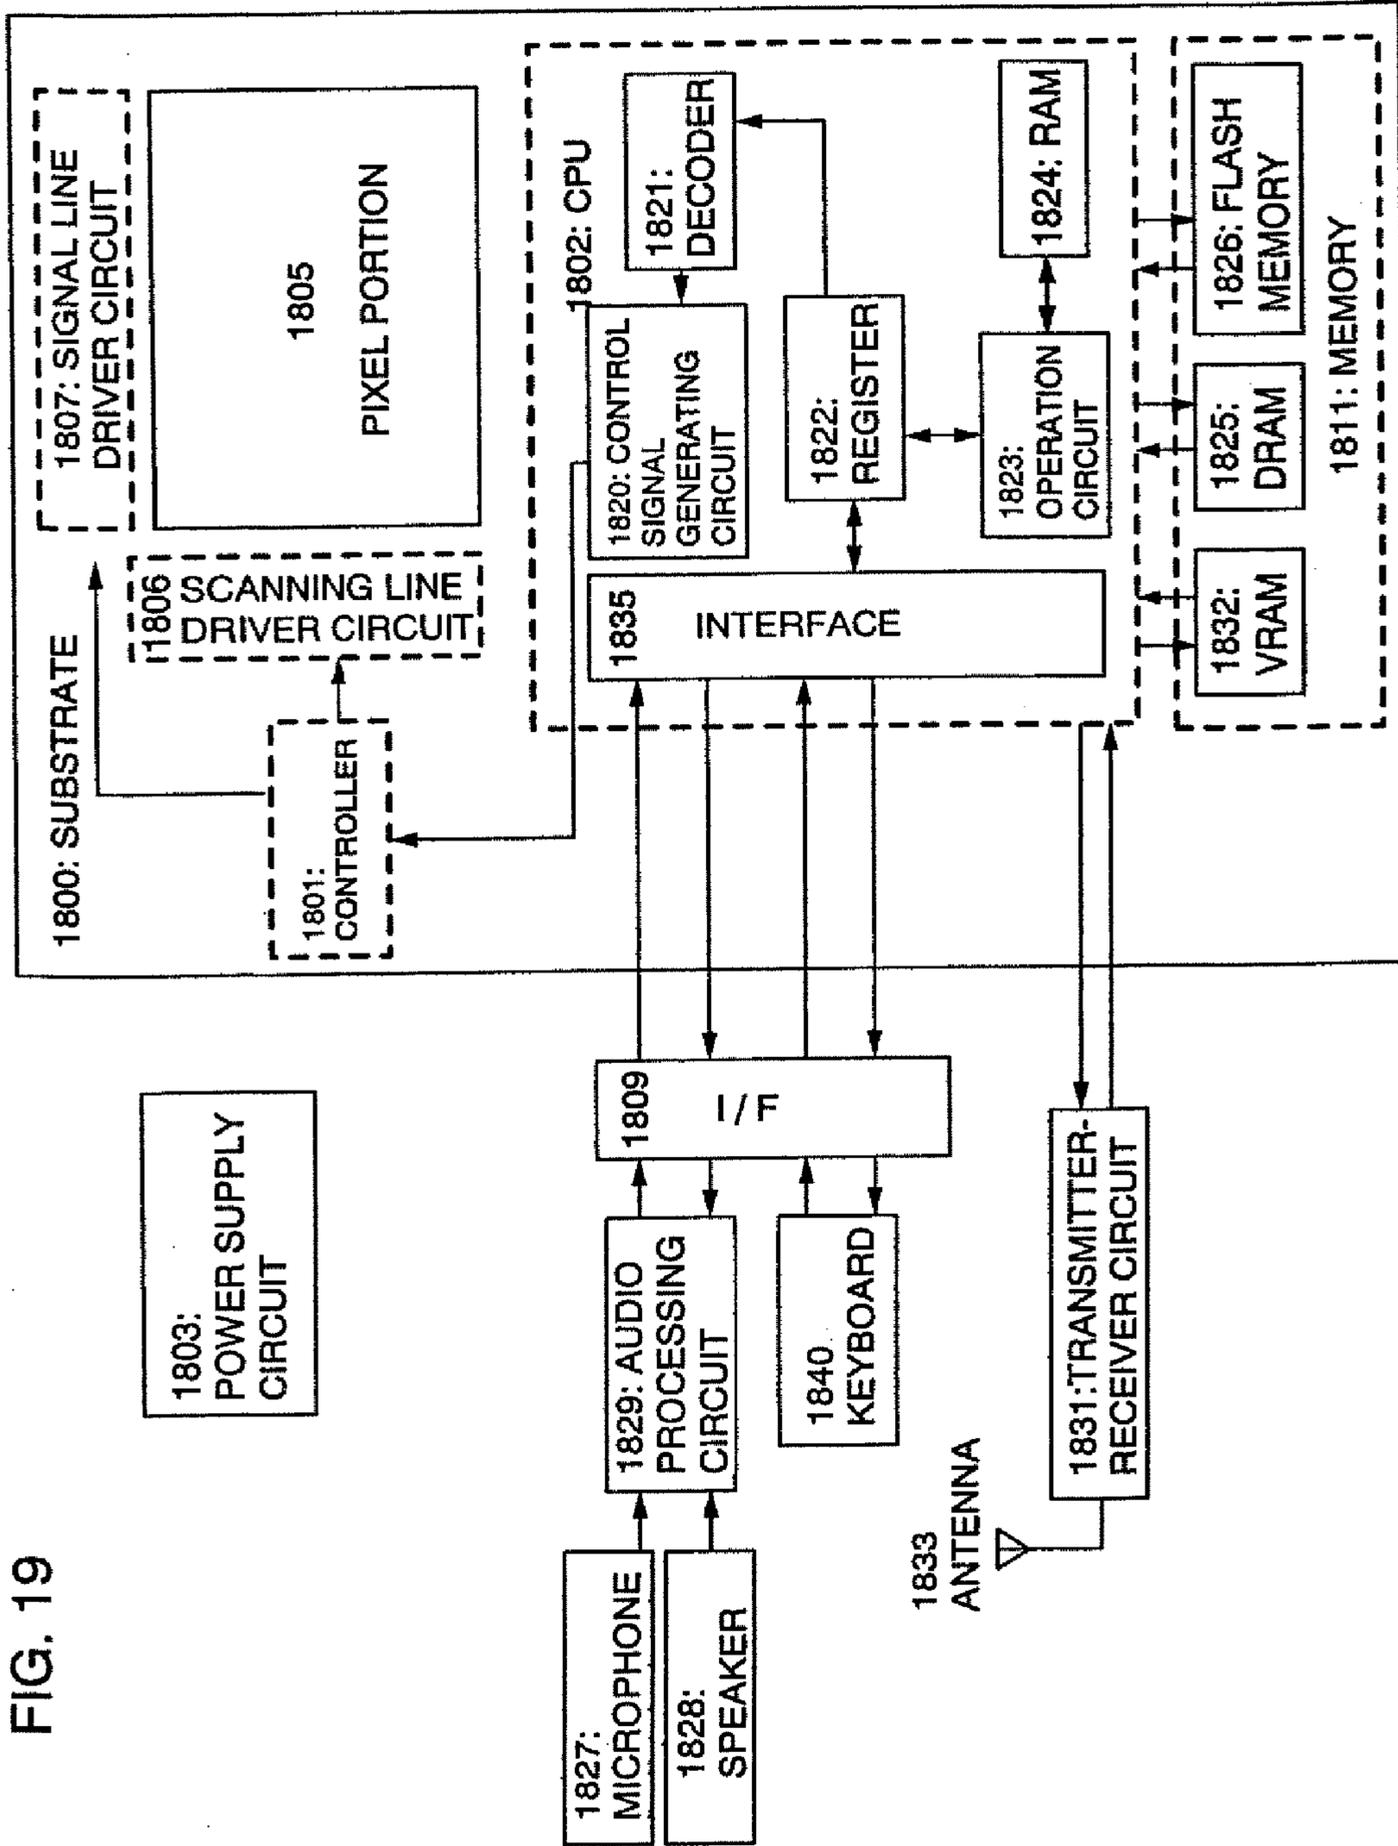 FIG. 19
1803:
POWER SUPPLY
CIRCUIT
1800: SUBSTRATE
1807: SIGNAL LINE
DRIVER CIRCUIT
1806
SCANNING LINE
DRIVER CIRCUIT
1805
PIXEL PORTION
1801:
CONTROLLER
1802: CPU
1820: CONTROL
SIGNAL
GENERATING
CIRCUIT
1821:
DECODER
1835
INTERFACE
1822:
REGISTER
1823:
OPERATION
CIRCUIT
1824: RAM
1827:
MICROPHONE
1828:
SPEAKER
1829: AUDIO
PROCESSING
CIRCUIT
1809
I / F
1840
KEYBOARD
1833
ANTENNA
1831:TRANSMITTER-
RECEIVER CIRCUIT
1832:
VRAM
1825:
DRAM
1826: FLASH
MEMORY
1811: MEMORY